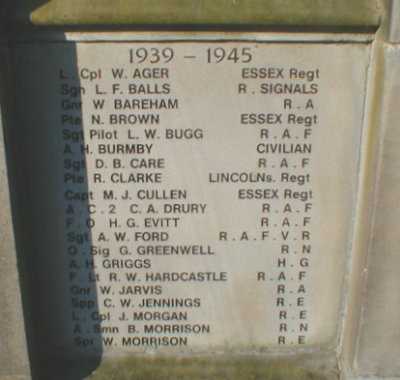 1939 - 1945
L. Cpl W. AGER ESSEX Regt
Sgn L. F. BALLS R. SIGNALS
Gnr W BAREHAM R.A
Pte N. BROWN ESSEX Regt
Sgt Pilot L. W. BUGG R.A.F
A. H. BURMBY CIVILIAN
Sgt D. B. CARE R.A.F
Pte R. CLARKE LINCOLNs. Regt
Capt M. J. CULLEN ESSEX Regt
A.C.2 C. A. DRURY R.A.F
F.O H. G. EVITT R.A.F
Sgt A. W. FORD R.A.F.V.R
O.Sig G. GREENWELL R.N
A. H. GRIGGS H.G
F. Lt R. W. HARDCASTLE R.A.F
Gnr W. JARVIS R.A
Spp C. W. JENNINGS R.E
L. Cpl J. MORGAN R.E
A. Smn B. MORRISON R.N
Spr W. MORRISON R.E